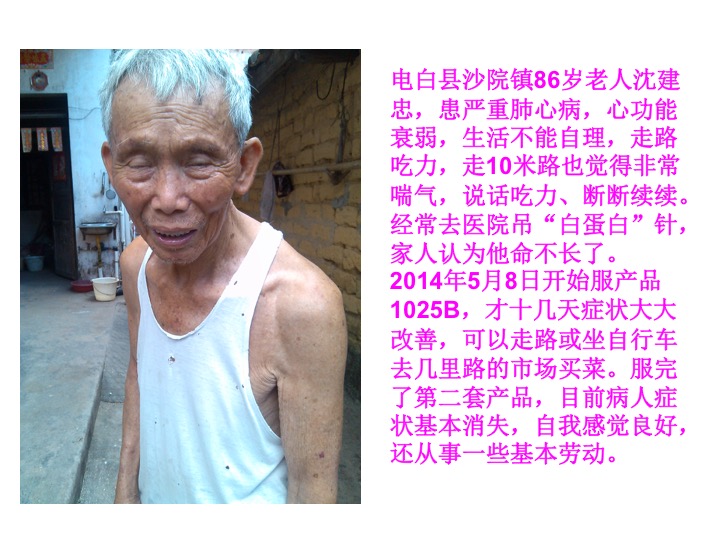 电白县沙院镇86岁老人沈建
忠，患严重肺心病，心功能
衰弱，生活不能自理，走路
吃力，走10米路也觉得非常
喘气，说话吃力、断断续续。
经常去医院吊“白蛋白”针，
家人认为他命不长了。
2014年5月8日开始服产品
1025B，才十几天症状大大
改善，可以走路或坐自行车
去几里路的市场买菜。服完
了第二套产品，目前病人症
状基本消失，自我感觉良好，
还从事一些基本劳动。